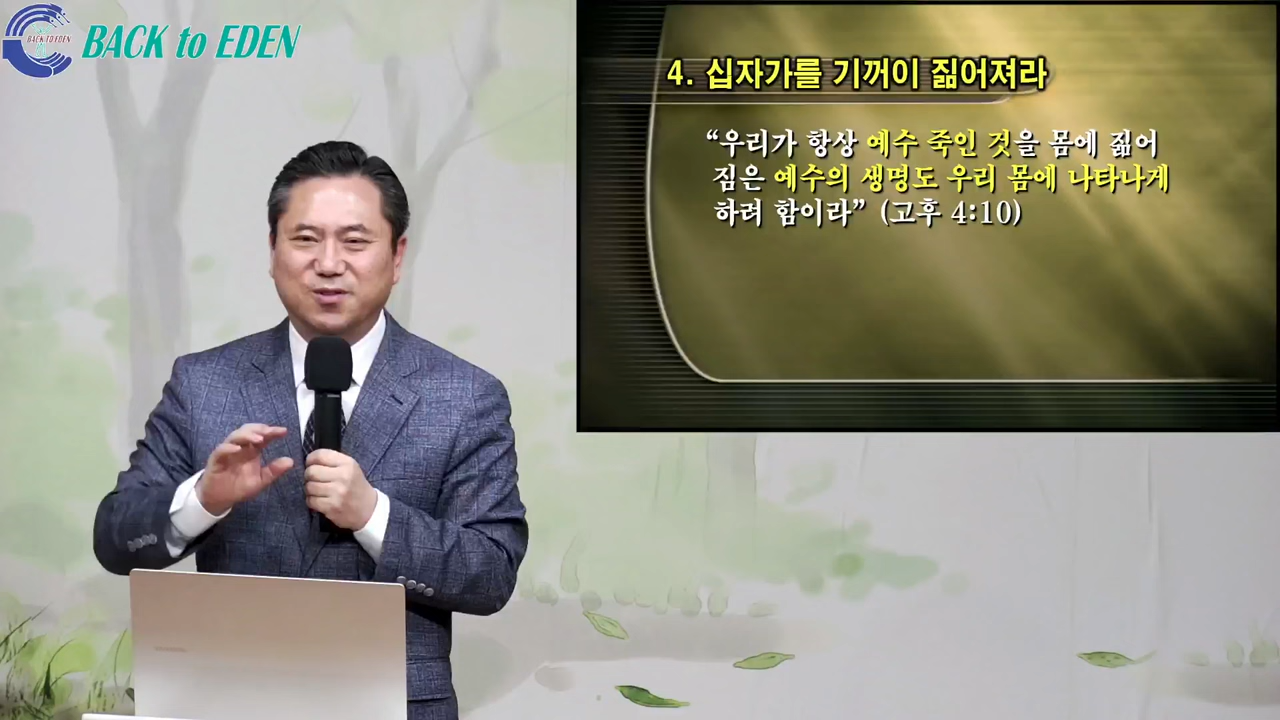 BACK TO EDEN
BACK to EDEN
4. 십자가를 기꺼이 짊어져라
“우리가 항상 예수 죽인 것을 몸에 짊어
짐은 예수의 생명도 우리 몸에 나타나게
하려 함이라” (고후 4:10)